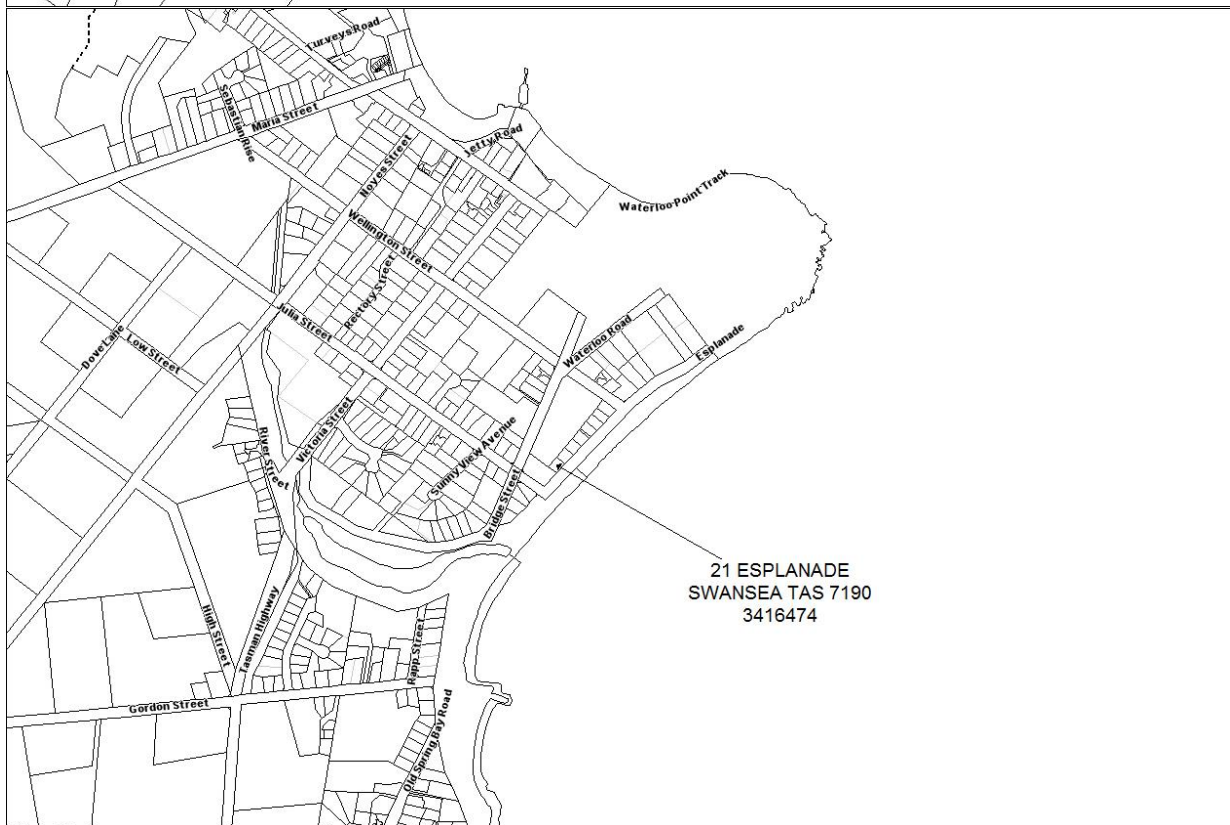 Turveys Road
Sebastian Rise
Maria Street
Noyes Street
Jetty Road
Waterloo Point Track
Wellington Street
Rectory Street
Julia Street
Dove Lane
Low Street
Waterloo Road
Esplanade
Victoria Street
River Street
Sunny View Avenue
Bridge Street
21 ESPLANADE
SWANSEA TAS 7190
3416474
High Street
Tasman Highway
Rapp Street
Gordon Street
Old Spring Bay Road